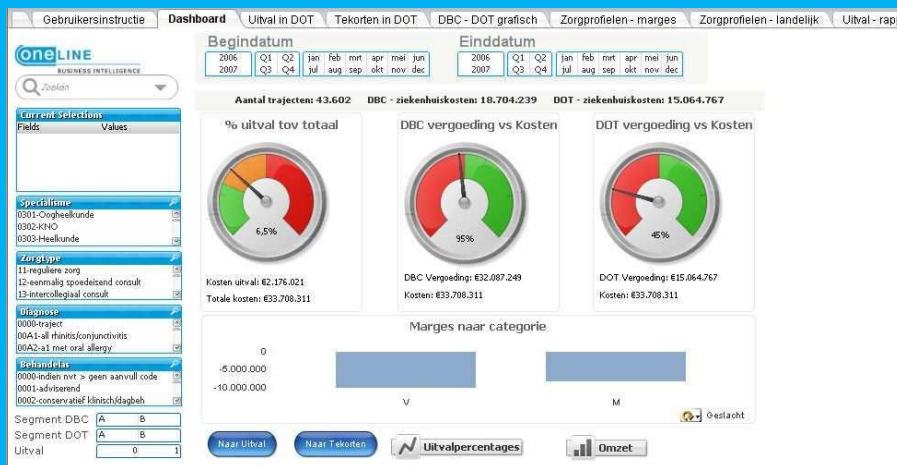 Gebruikersinstructie Dashboard Uitval in DOT Tekorten in DOT DBC - DOT grafisch Zorgprofielen - marges Zorgprofielen - landelijk Uitval - rapp
one LINE
BUSINESS INTELLIGENCE
Zoeken
Begindatum Einddatum
2006 Q1 Q2 jan feb mrt apr mei jun 2006 Q1 Q2 jan feb mrt apr mei jun
2007 Q3 Q4 jul aug sep okt nov dec 2007 Q3 Q4 jul aug sep okt nov dec
Aantal trajecten: 43.602 DBC - ziekenhuiskosten: 18.704.239 DOT - ziekenhuiskosten: 15.064.767
Current Selections
Fields Values
Specialisme
0301-Oogheelkunde
0302-KNO
0303-Heelkunde
Zorgtype
11-reguliere zorg
12-eenmalig spoedeisend consult
13-intercollegiaal consult
Diagnose
0000-traject
00A1-all rhinitis/conjunctivitis
00A2-a1 met oral allergy
Behandelas
0000-indien nvt > geen aanvull code
0001-adviserend
0002-conservatief klinisch/dagbeh
Segment DBC A B
Segment DOT A B
Uitval 0 1
% uitval tov totaal
6,5%
Kosten uitval: €2.176.021
Totale kosten: €33.708.311
DBC vergoeding vs Kosten
95%
DBC Vergoeding: €32.087.249
Kosten: €33.708.311
DOT vergoeding vs Kosten
45%
DOT Vergoeding: €15.064.767
Kosten: €33.708.311
Marges naar categorie
0
-5.000.000
-10.000.000
V M
Geslacht
Naar Uitval Naar Tekorten Uitvalpercentages Omzet